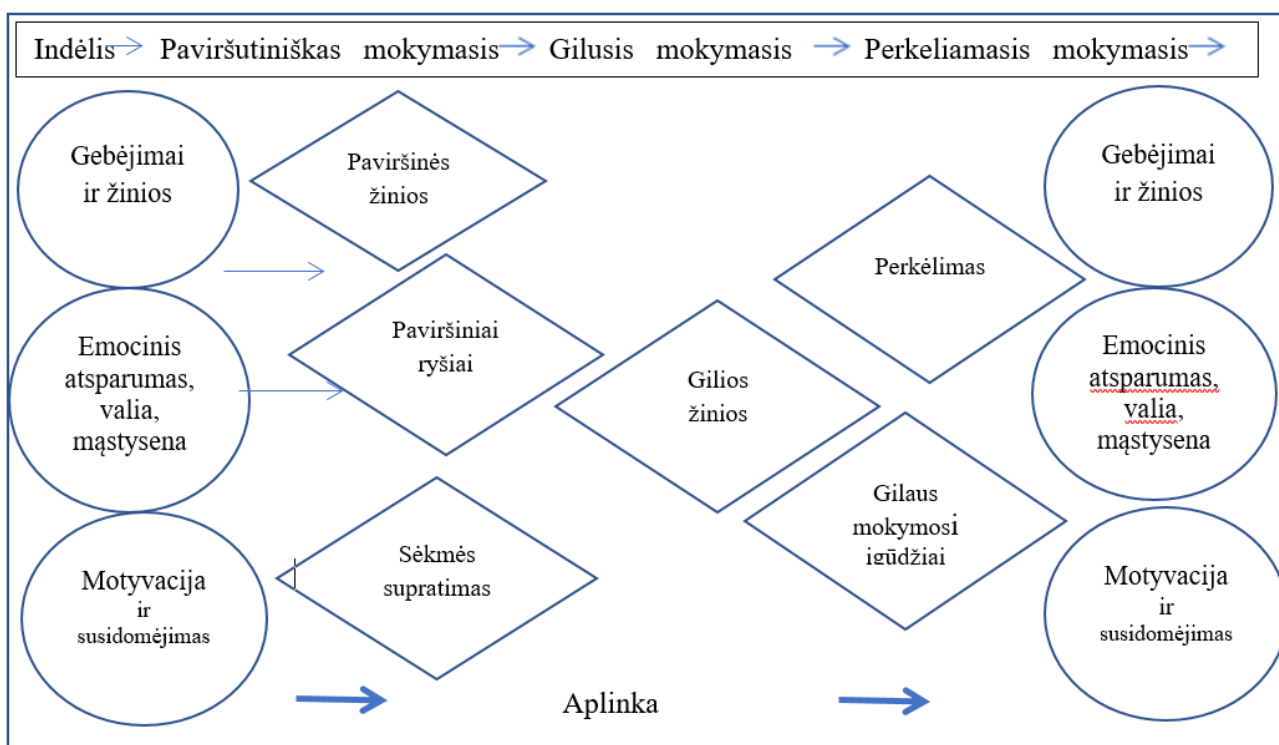 Indėlis Paviršutiniškas mokymasis Gilusis mokymasis Perkeliamasis mokymasis
Gebėjimai
ir žinios
Paviršinės
žinios
Gebėjimai
ir žinios
Perkėlimas
Emocinis
atsparumas,
valia,
mąstysena
Paviršiniai
ryšiai
Gilios
žinios
Emocinis
atsparumas,
valia,
mąstysena
Motyvacija
ir
susidomėjimas
Sėkmės
supratimas
Gilaus
mokymosi
igūdžiai
Motyvacija
ir
susidomėjimas
Aplinka